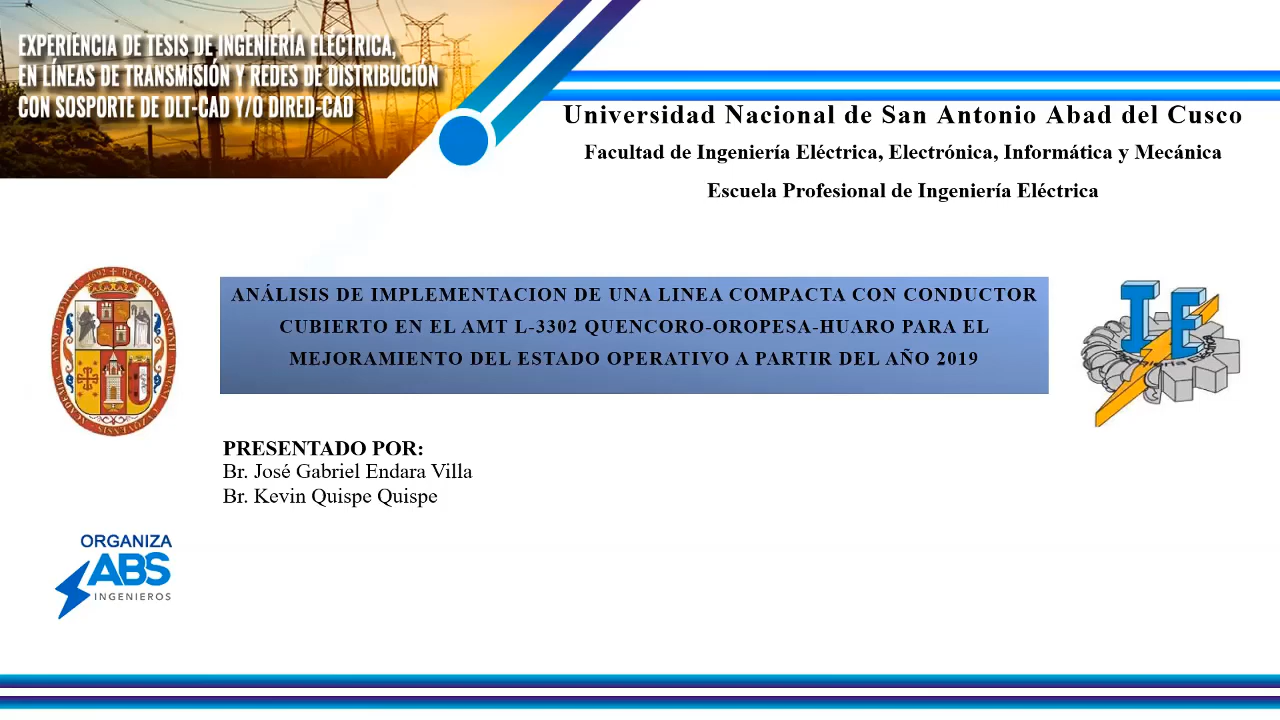 EXPERIENCIA DE TESIS DE INGENIERÍA ELÉCTRICA,
EN LÍNEAS DE TRANSMISIÓN Y REDES DE DISTRIBUCIÓN
CON SOSPORTE DE DLT-CAD Y/O DIRED-CAD
Universidad Nacional de San Antonio Abad del Cusco
Facultad de Ingeniería Eléctrica, Electrónica, Informática y Mecánica
Escuela Profesional de Ingeniería Eléctrica
ANÁLISIS DE IMPLEMENTACION DE UNA LINEA COMPACTA CON CONDUCTOR
CUBIERTO EN EL AMT L-3302 QUENCORO-OROPESA-HUARO PARA EL
MEJORAMIENTO DEL ESTADO OPERATIVO A PARTIR DEL AÑO 2019
IE
PRESENTADO POR:
Br. José Gabriel Endara Villa
Br. Kevin Quispe Quispe
ORGANIZA
ABS
INGENIEROS